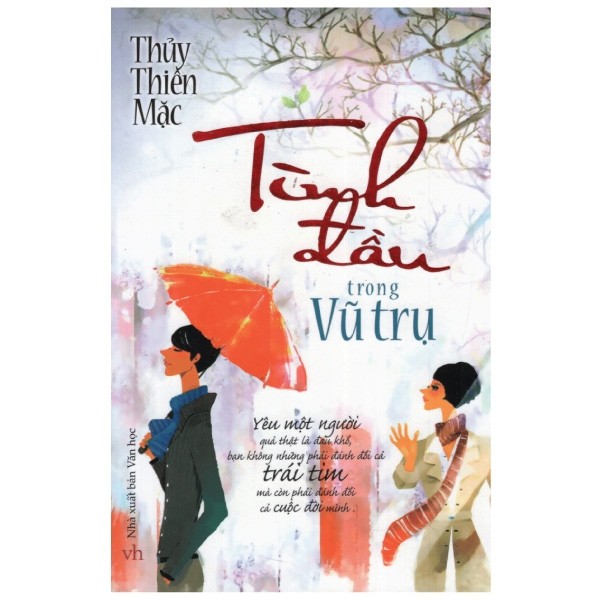 Thủy
Thiên
Mặc
Tình
đầu
trong
Vũ trụ
Yêu một người
quả thật là đau khổ,
bạn không những phải đánh đổi cả
trái tim
mà còn phải đánh đổi
cả cuộc đời mình.
Nhà xuất bản Văn học
vh